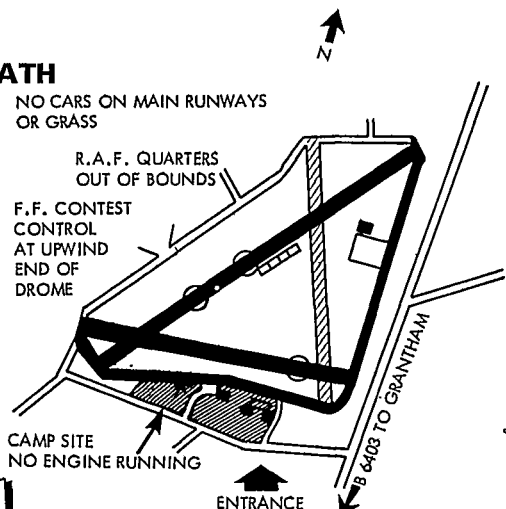 N
ATH
NO CARS ON MAIN RUNWAYS
OR GRASS
R.A.F. QUARTERS
OUT OF BOUNDS
F.F. CONTEST
CONTROL
AT UPWIND
END OF
DROME
CAMP SITE
NO ENGINE RUNNING
ENTRANCE
B 6403 TO GRANTHAM